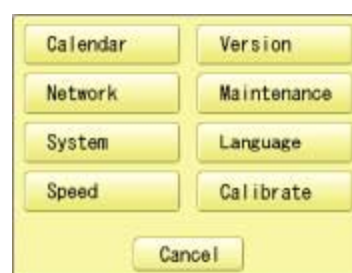 Calendar Version
Network Maintenance
System Language
Speed Calibrate
Cancel